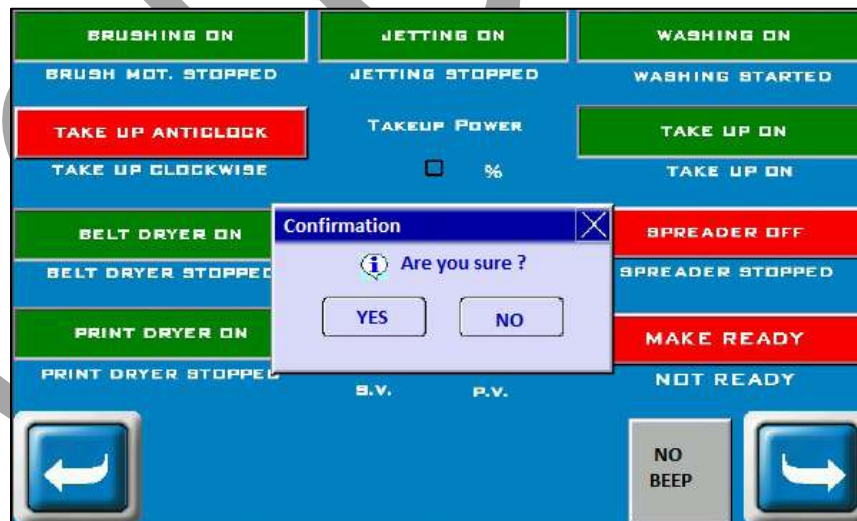 BRUSHING ON
JETTING ON
WASHING ON
BRUSH MOT. STOPPED
JETTING STOPPED
WASHING STARTED
TAKE UP ANTICLOCK
TAKEUP POWER
TAKE UP ON
TAKE UP CLOCKWISE
0 %
TAKE UP ON
BELT DRYER ON
SPREADER OFF
BELT DRYER STOPPED
SPREADER STOPPED
Confirmation
Are you sure ?
YES
NO
PRINT DRYER ON
MAKE READY
PRINT DRYER STOPPED
S.V.
P.V.
NOT READY
NO
BEEP